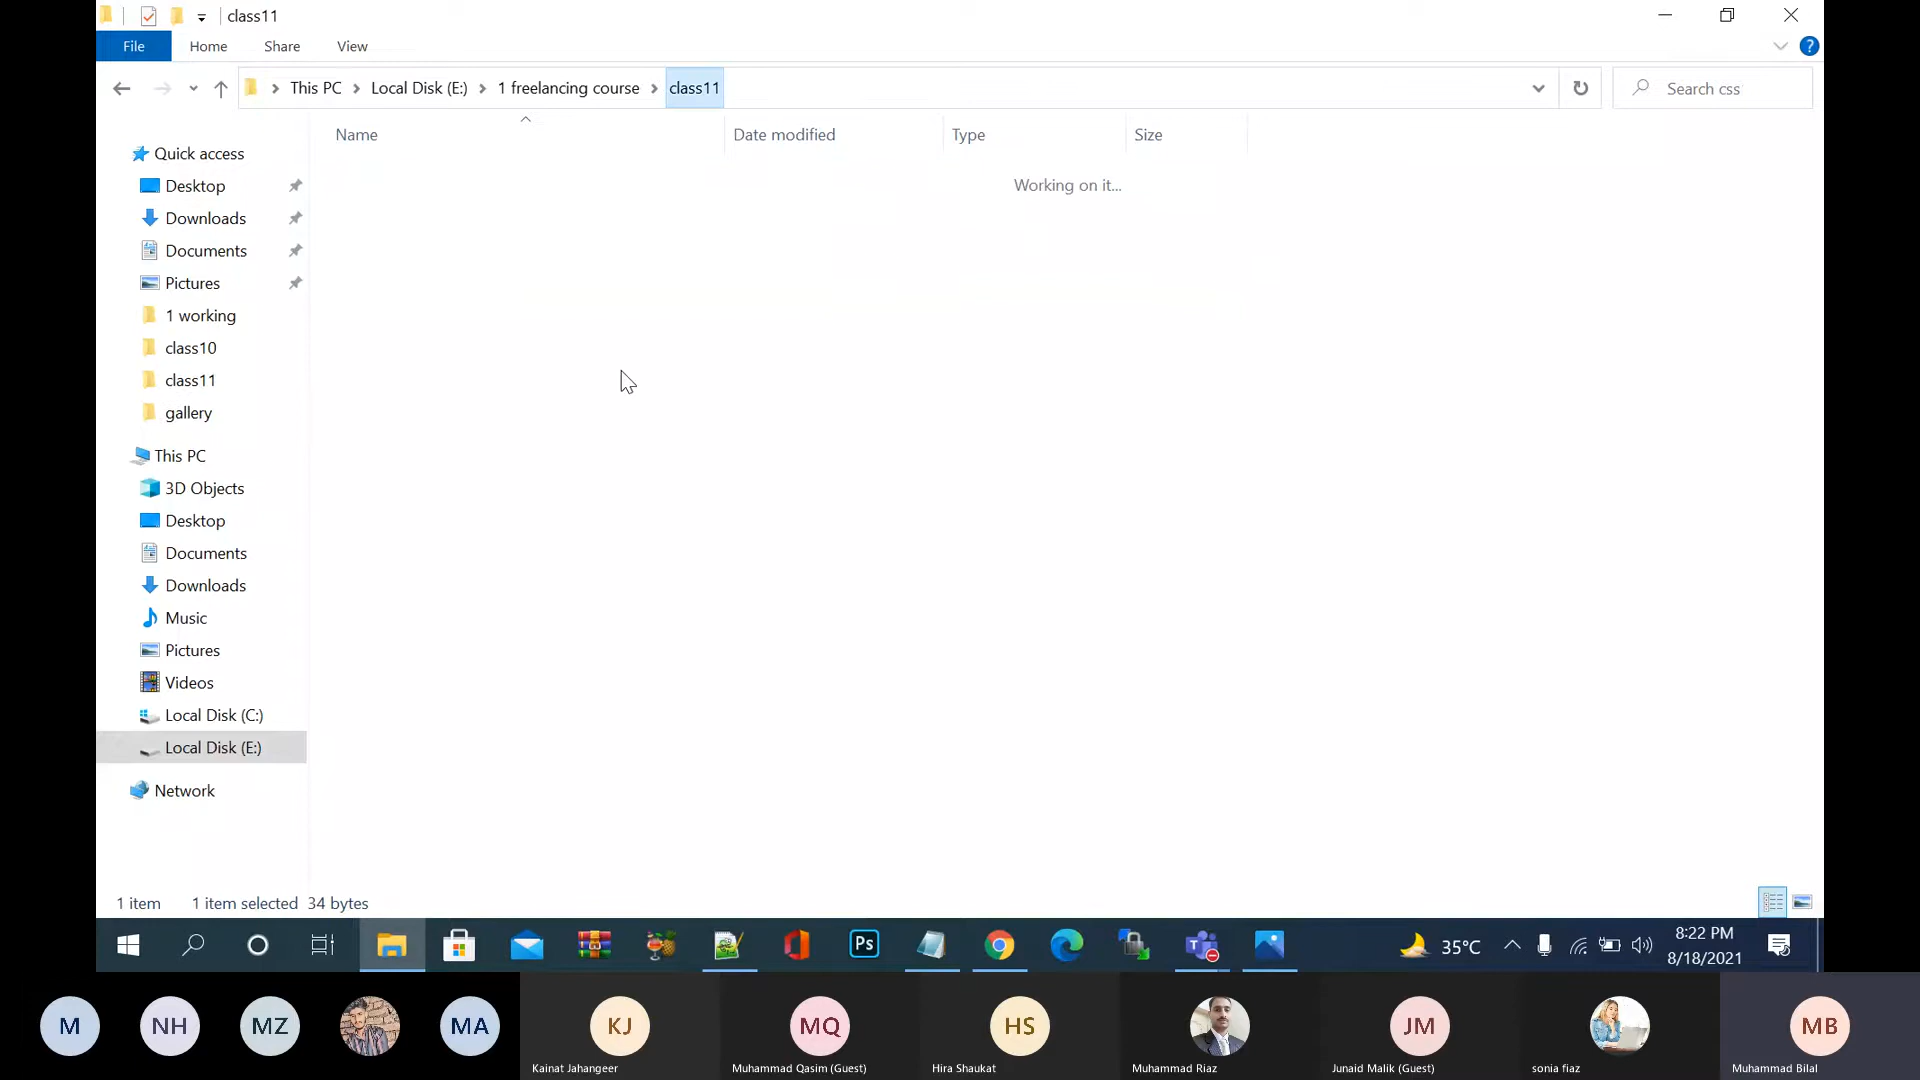 class11
File Home Share View
This PC Local Disk (E:) 1 freelancing course class11
Search css
Name Date modified Type Size
Working on it...
Quick access
Desktop
Downloads
Documents
Pictures
1 working
class10
class11
gallery
This PC
3D Objects
Desktop
Documents
Downloads
Music
Pictures
Videos
Local Disk (C:)
Local Disk (E:)
Network
1 item 1 item selected 34 bytes
Ps
35°C
8:22 PM
8/18/2021
M NH MZ MA KJ MQ HS JM MB
Kainat Jahangeer Muhammad Qasim (Guest) Hira Shaukat Muhammad Riaz Junaid Malik (Guest) sonia fiaz Muhammad Bilal